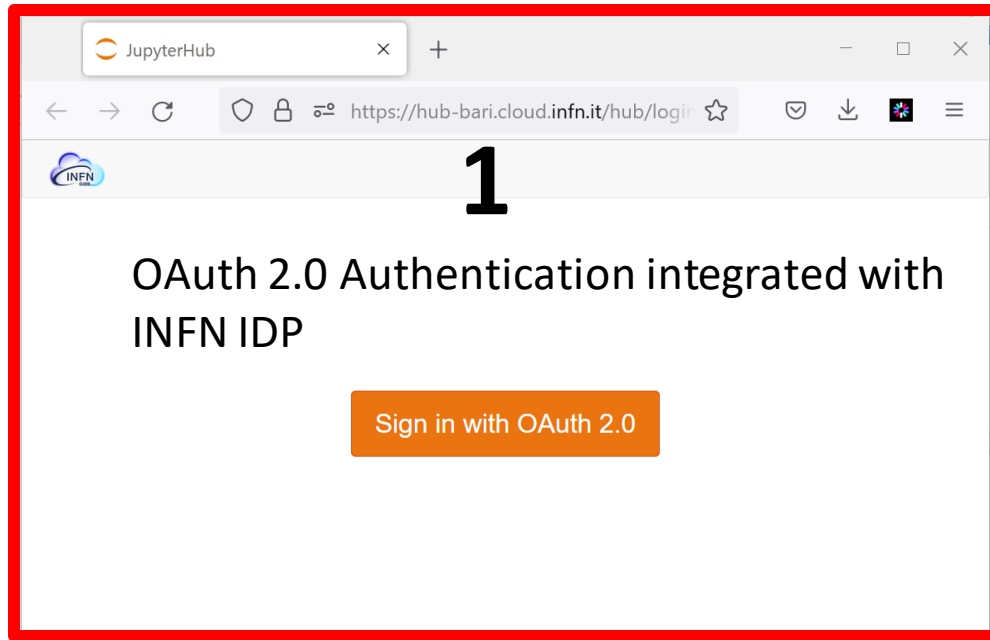 JupyterHub
https://hub-bari.cloud.infn.it/hub/login
INFN
1
OAuth 2.0 Authentication integrated with
INFN IDP
Sign in with OAuth 2.0